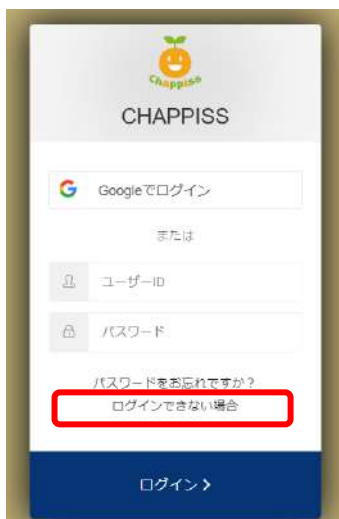 Chappiss
CHAPPISS
Googleでログイン
または
ユーザーID
パスワード
パスワードをお忘れですか？
ログインできない場合
ログイン